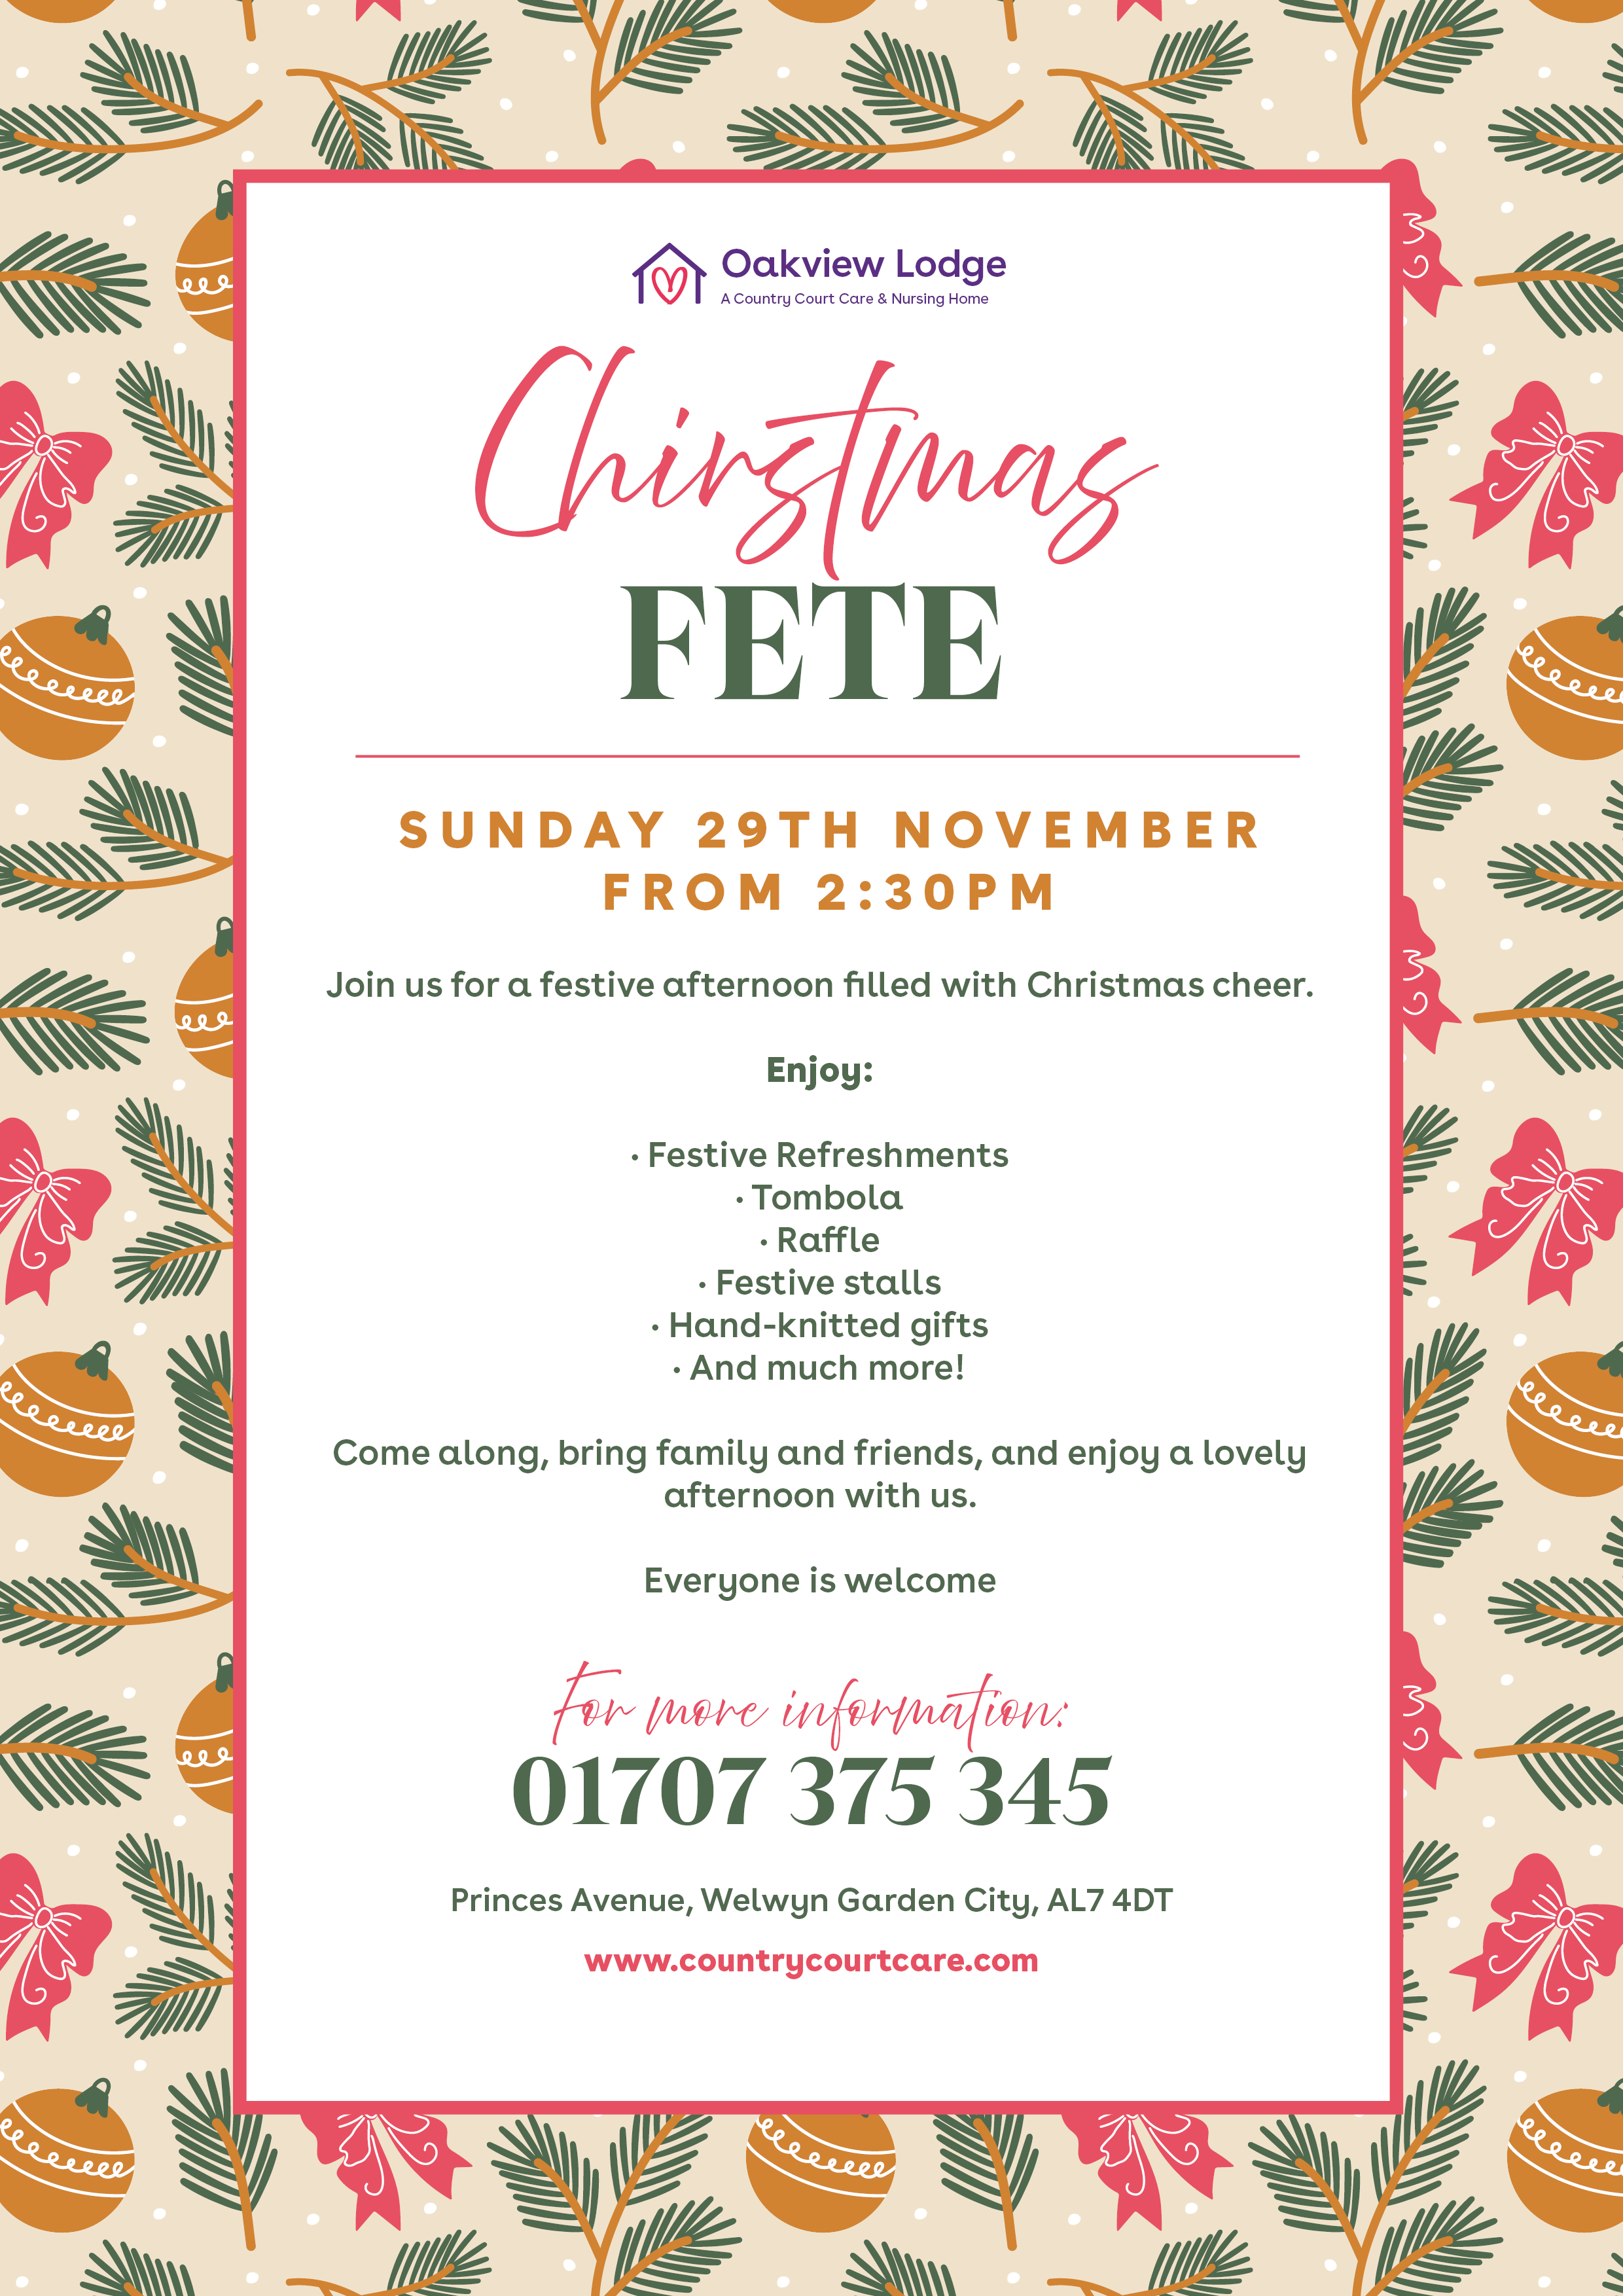 Oakview Lodge
A Country Court Care & Nursing Home
Chirstmas
FETE
SUNDAY 29TH NOVEMBER
FROM 2:30PM
Join us for a festive afternoon filled with Christmas cheer.
Enjoy:
· Festive Refreshments
· Tombola
· Raffle
· Festive stalls
· Hand-knitted gifts
· And much more!
Come along, bring family and friends, and enjoy a lovely
afternoon with us.
Everyone is welcome
For more information:
01707 375 345
Princes Avenue, Welwyn Garden City, AL7 4DT
www.countrycourtcare.com